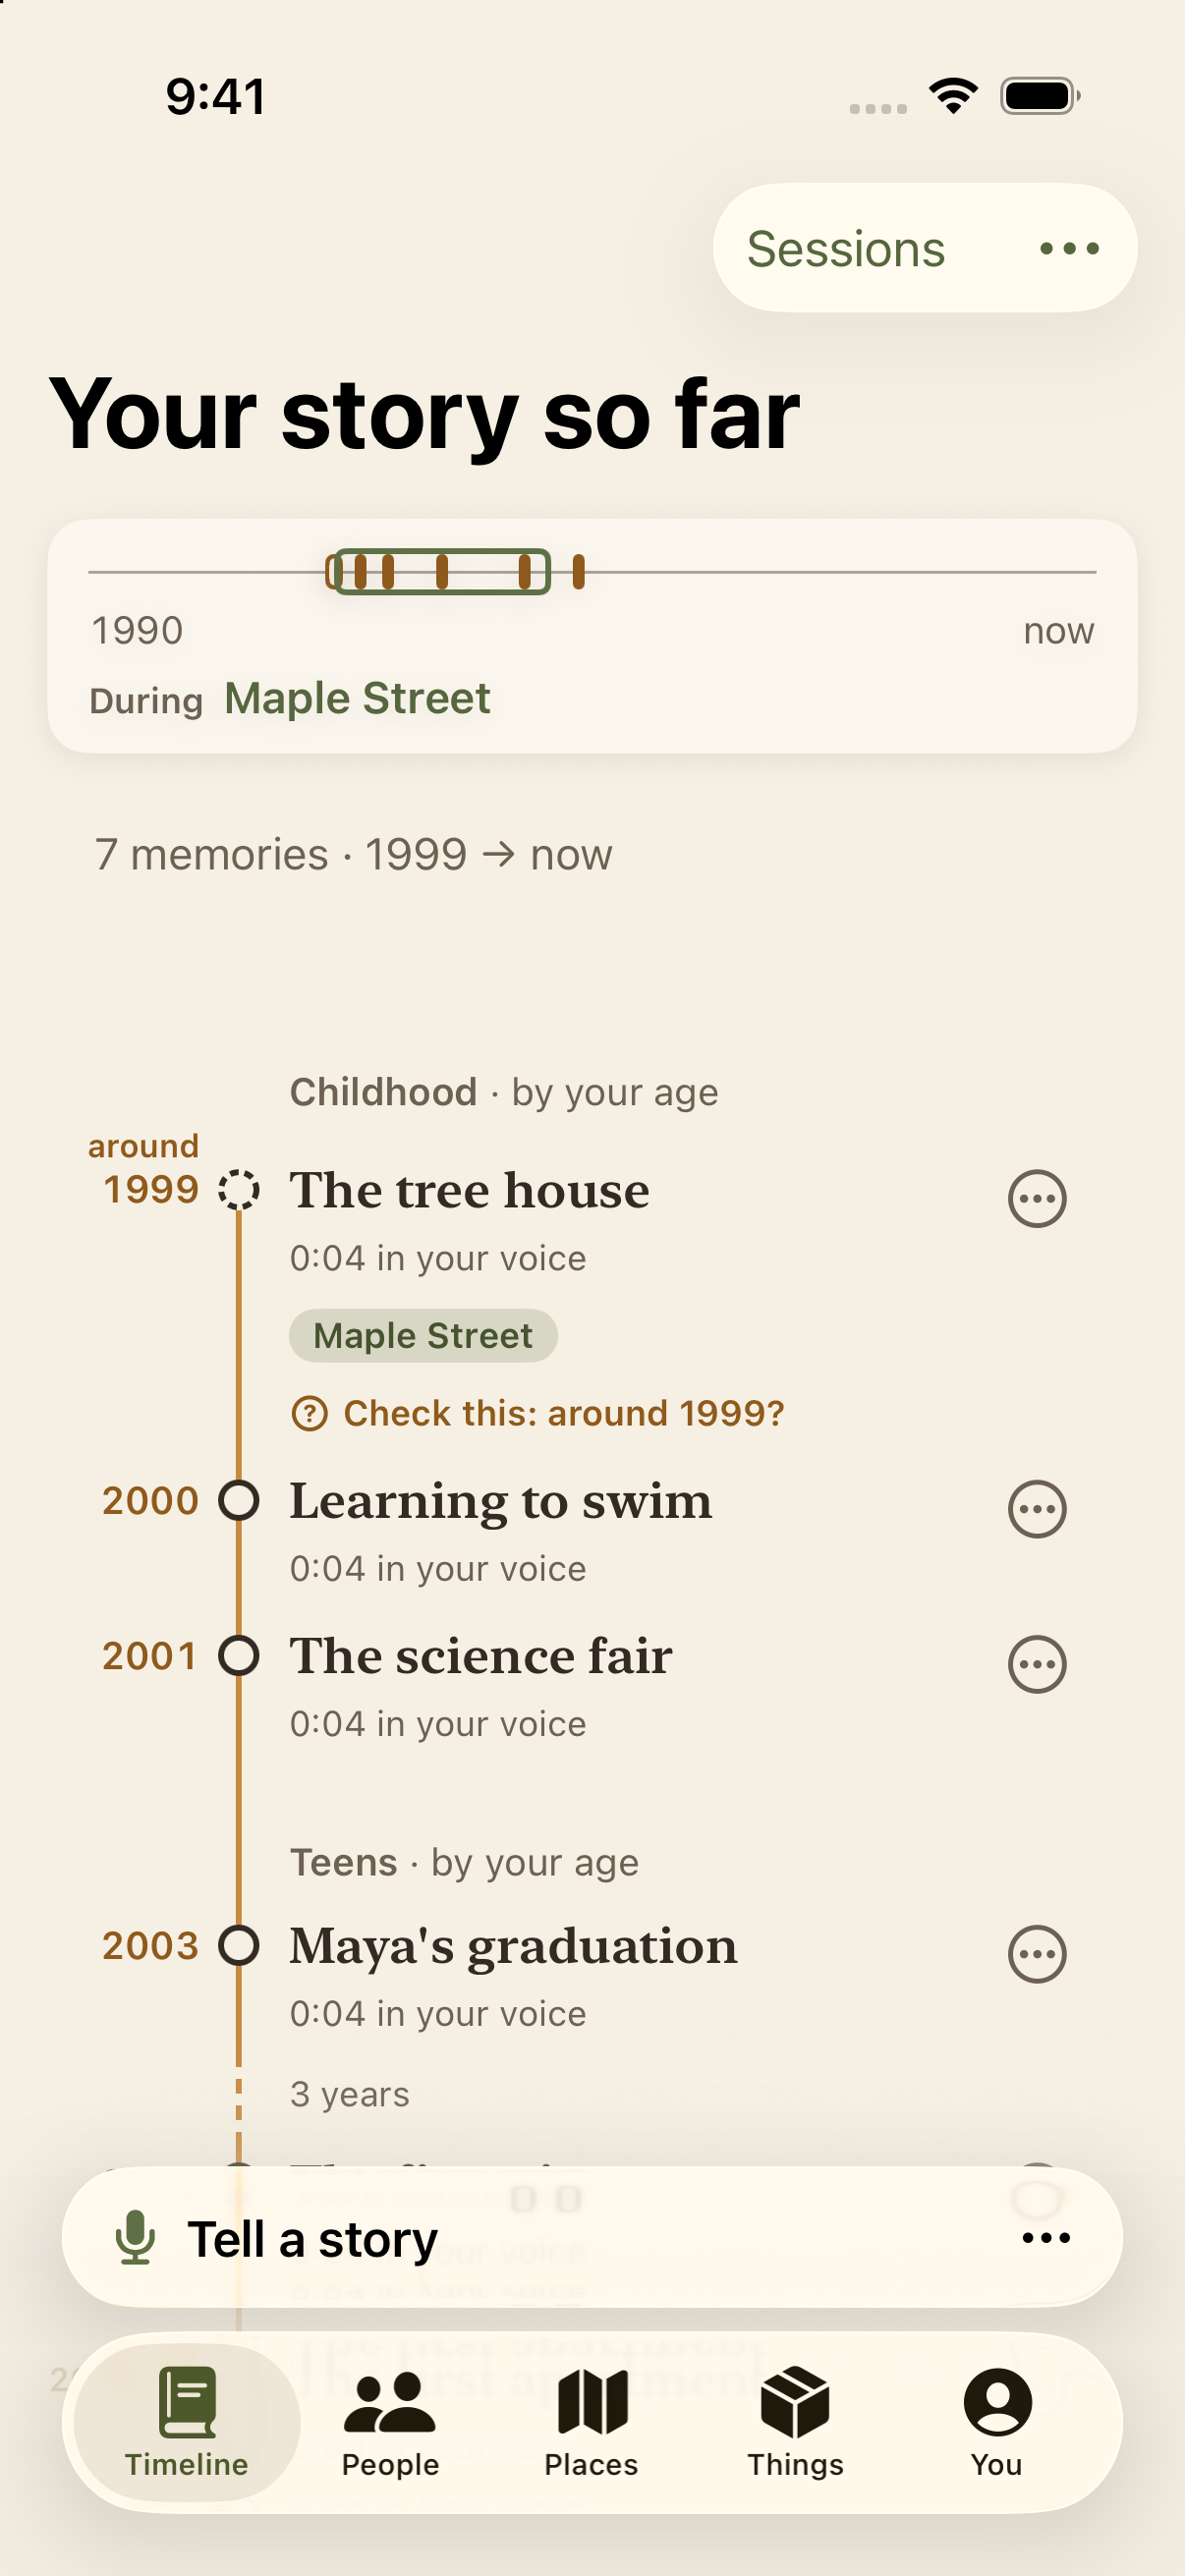 9:41
Sessions
Your story so far
1990
now
During Maple Street
7 memories · 1999 → now
Childhood · by your age
around
1999
The tree house
0:04 in your voice
Maple Street
Check this: around 1999?
2000
Learning to swim
0:04 in your voice
2001
The science fair
0:04 in your voice
Teens · by your age
2003
Maya's graduation
0:04 in your voice
3 years
Tell a story
Timeline
People
Places
Things
You